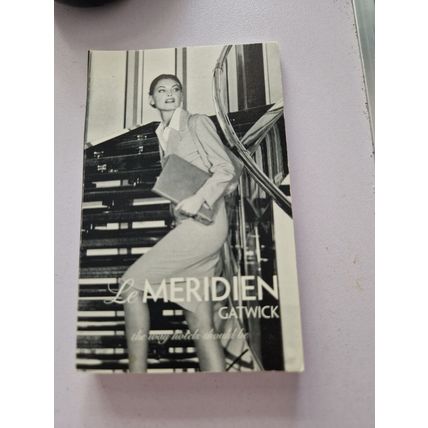 Le MERIDIEN
GATWICK
the way hotels should be